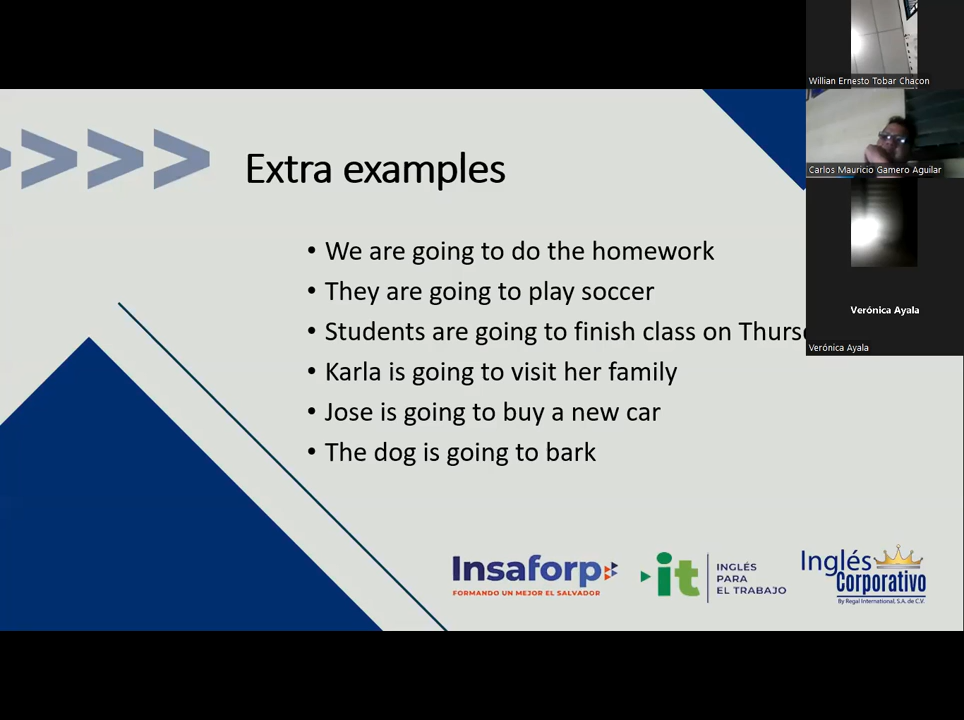 Willian Ernesto Tobar Chacon
Carlos Mauricio Gamero Aguilar
Verónica Ayala
Verónica Ayala
Extra examples
• We are going to do the homework
• They are going to play soccer
• Students are going to finish class on
• Karla is going to visit her family
• Jose is going to buy a new car
• The dog is going to bark
Insaforp
FORMANDO UN MEJOR EL SALVADOR
it
INGLÉS
PARA
EL TRABAJO
Inglés
Corporativo
By Regal International, S.A. de C.V.